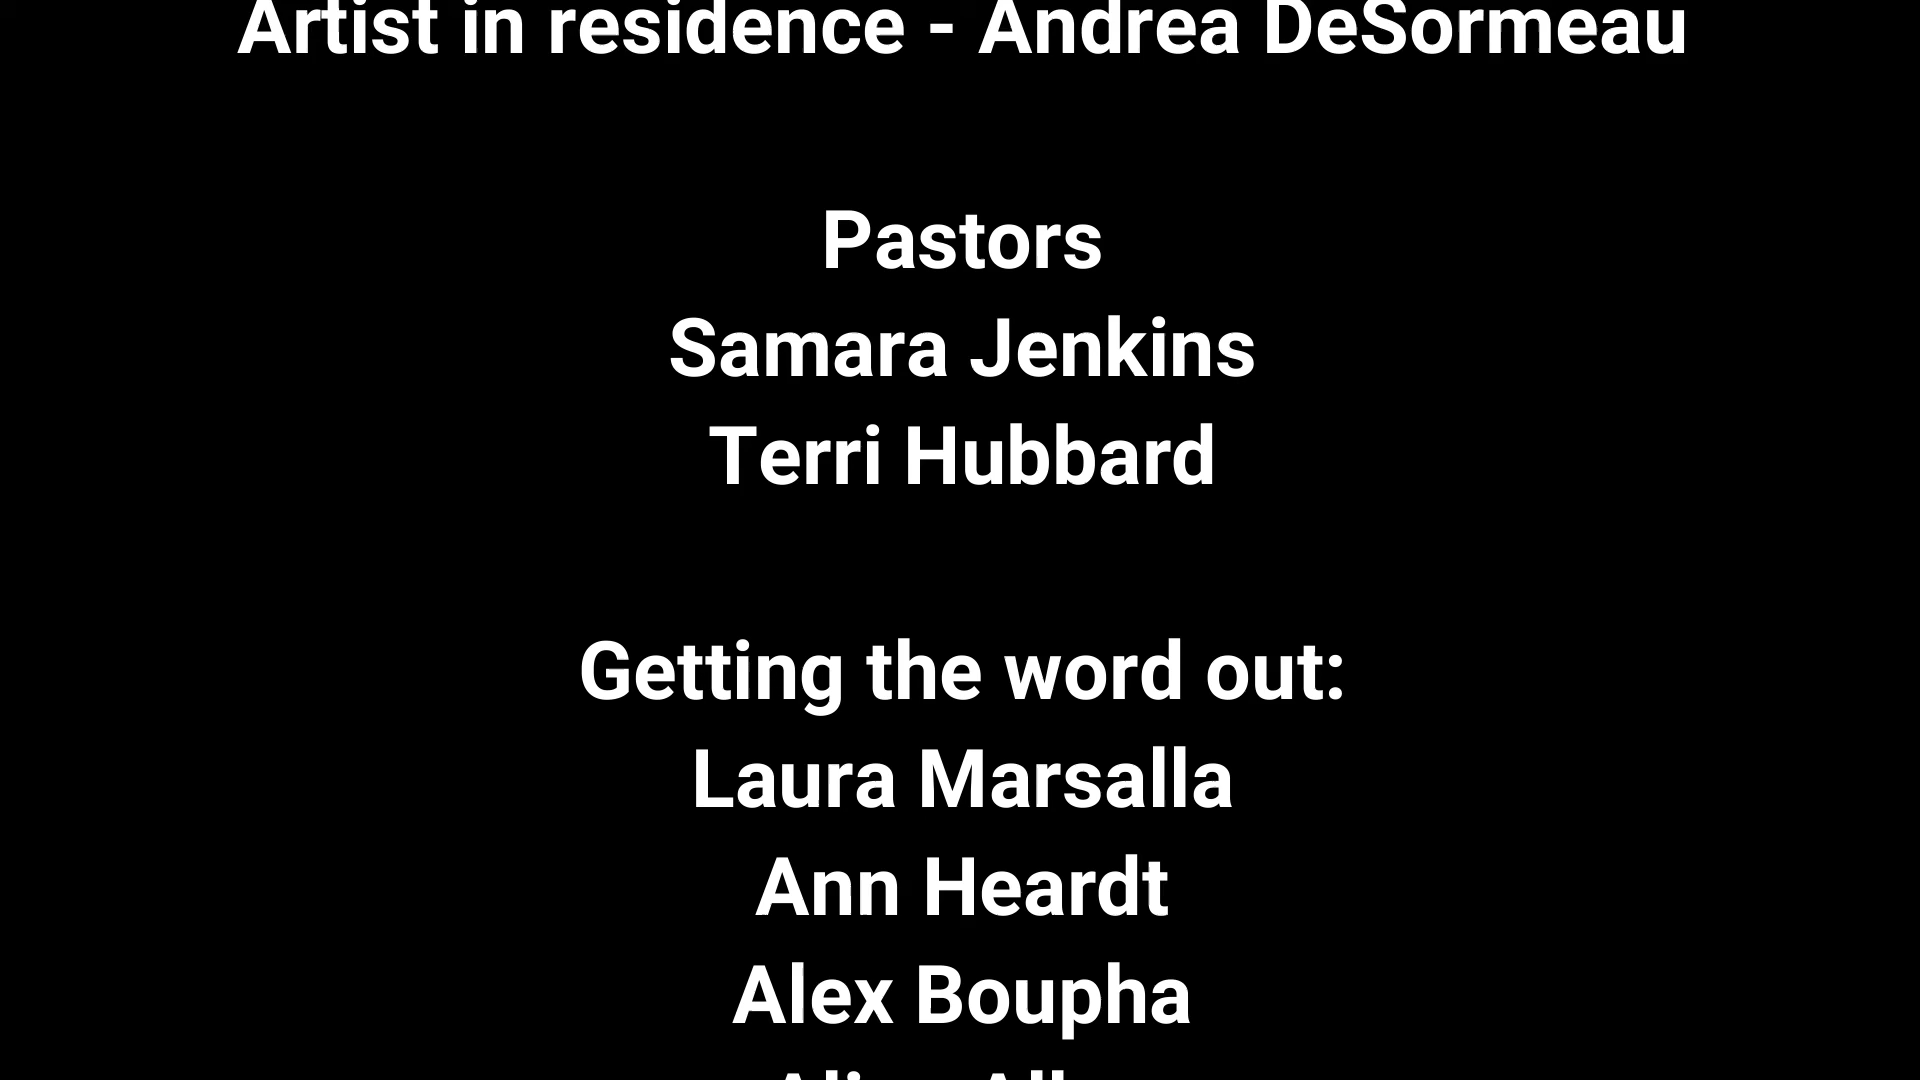 Artist in residence - Andrea DeSormeau
Pastors
Samara Jenkins
Terri Hubbard
Getting the word out:
Laura Marsalla
Ann Heardt
Alex Boupha